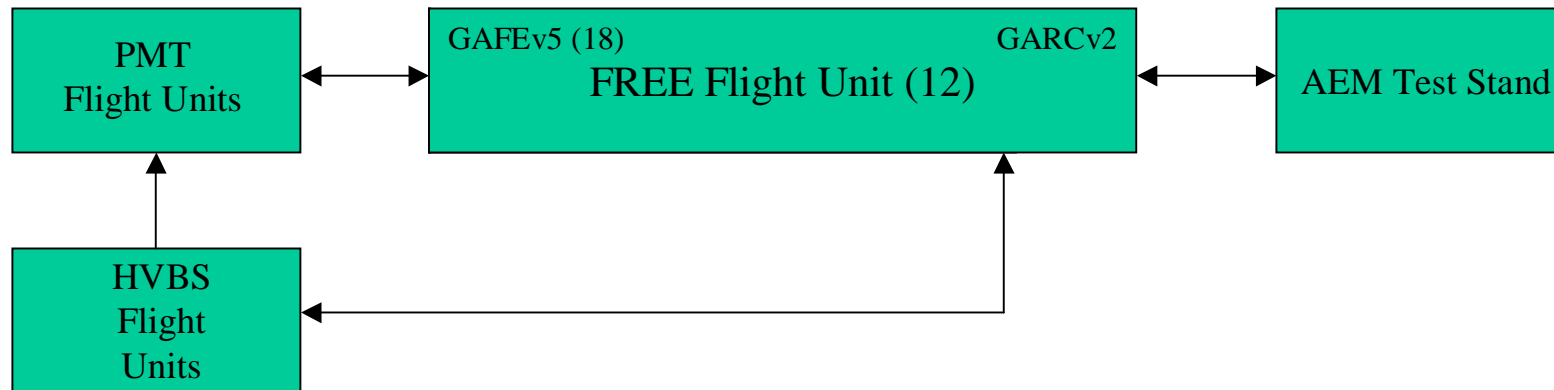 PMT
Flight Units
GAFEv5 (18)
GARCv2
FREE Flight Unit (12)
AEM Test Stand
HVBS
Flight
Units